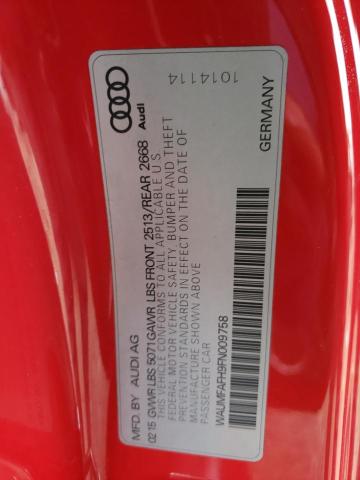 1014114
Audi
MFD. BY AUDI AG
02 15 GVWR LBS 5071 GAWR LBS FRONT 2513/REAR 2668
THIS VEHICLE CONFORMS TO ALL APPLICABLE U S
FEDERAL MOTOR VEHICLE SAFETY, BUMPER AND THEFT
PREVENTION STANDARDS IN EFFECT ON THE DATE OF
MANUFACTURE SHOWN ABOVE
PASSENGER CAR
WAUMFAFH9FN009758
GERMANY